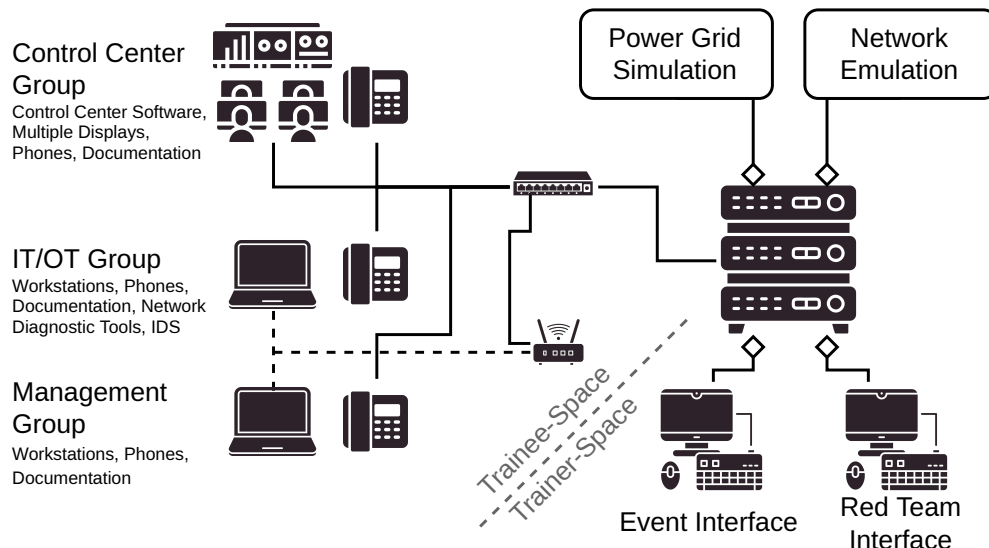 Control Center
Group
Control Center Software,
Multiple Displays,
Phones, Documentation
Power Grid
Simulation
Network
Emulation
IT/OT Group
Workstations, Phones,
Documentation, Network
Diagnostic Tools, IDS
Management
Group
Workstations, Phones,
Documentation
Trainee-Space
Trainer-Space
Event Interface
Red Team
Interface